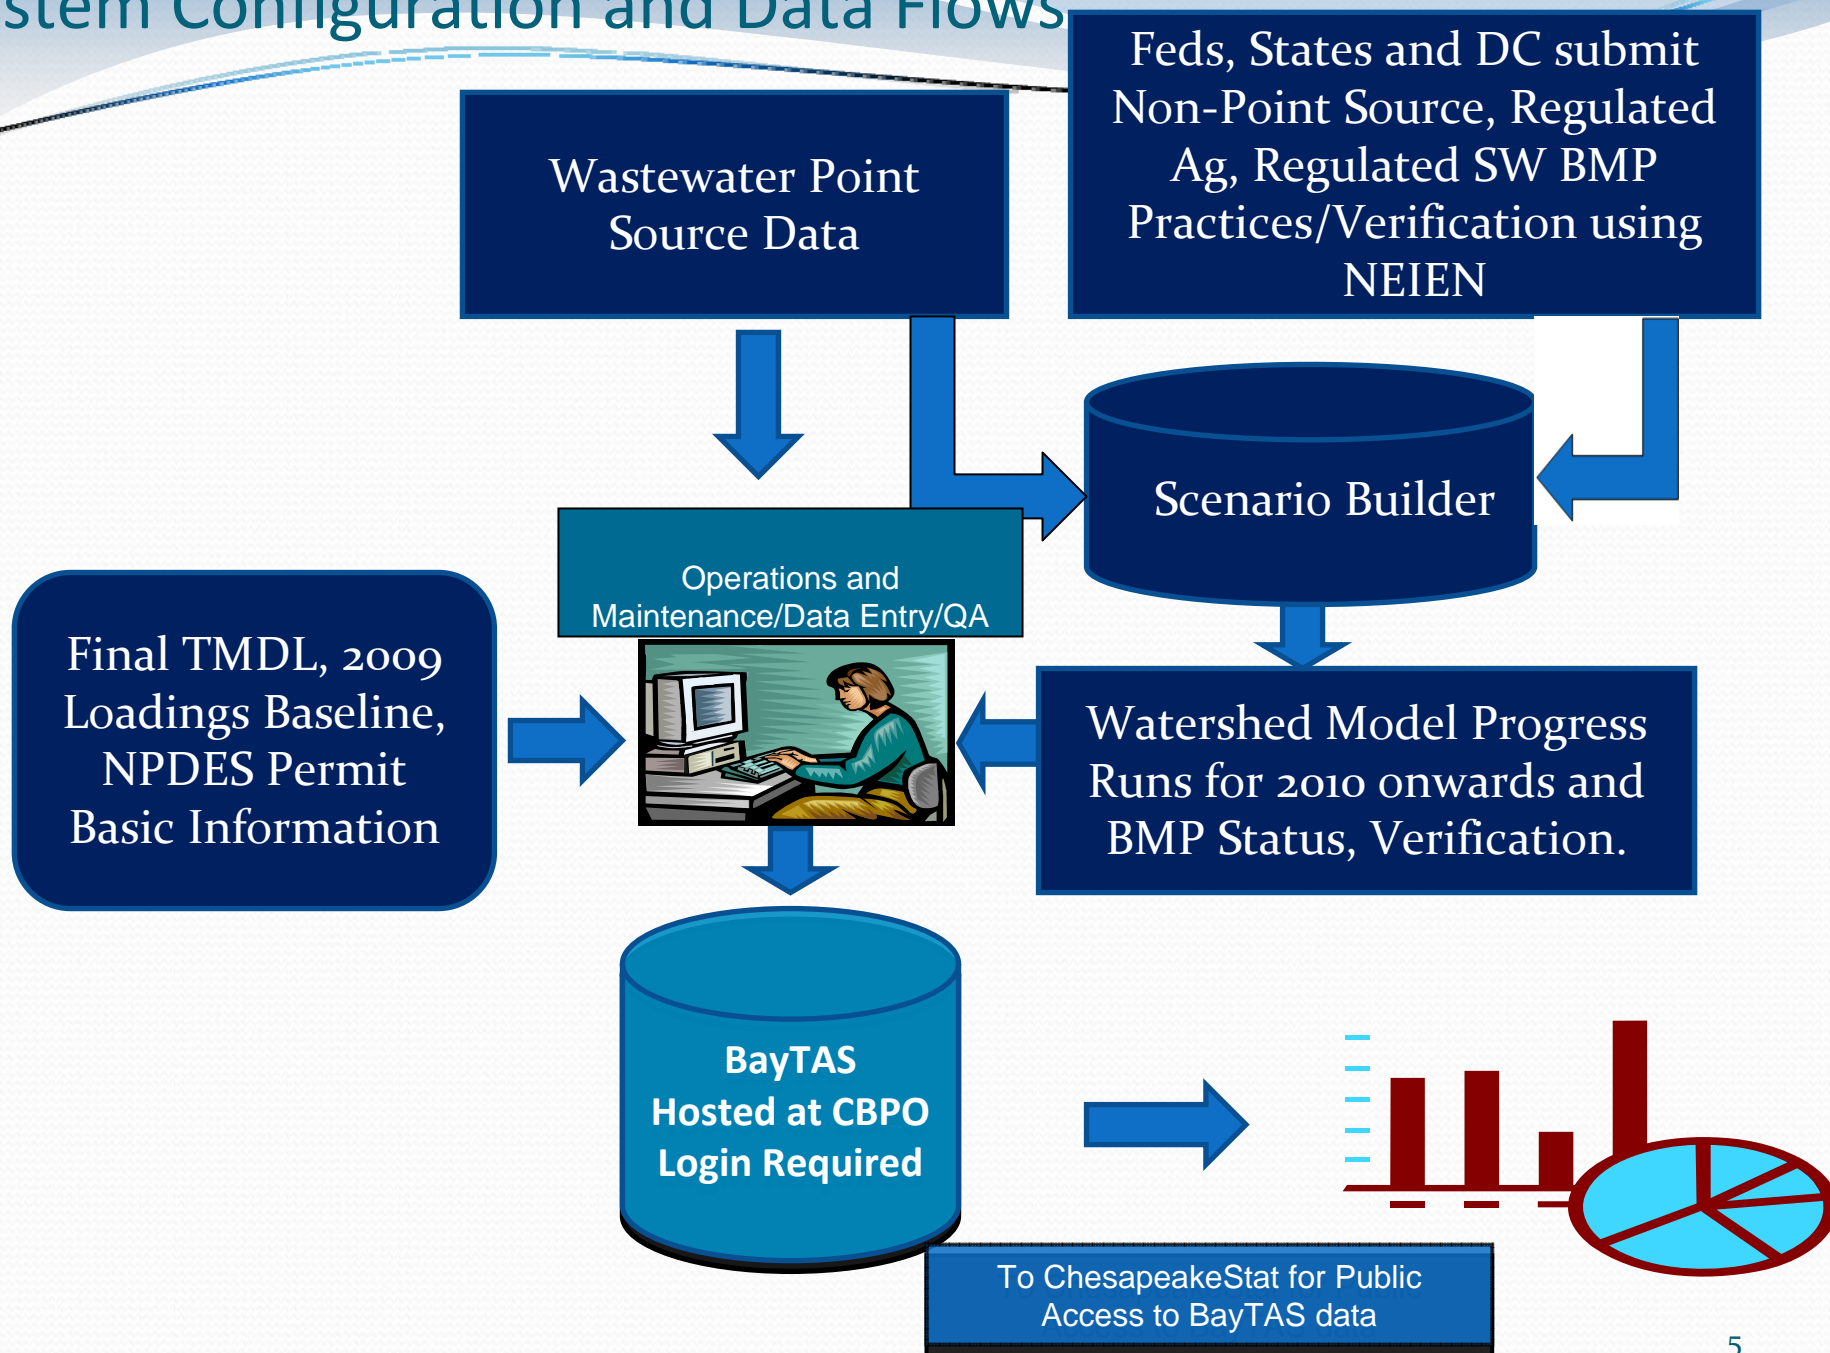 stem Configuration and Data Flows
Feds, States and DC submit
Non-Point Source, Regulated
Ag, Regulated SW BMP
Practices/Verification using
NEIEN
Wastewater Point
Source Data
Scenario Builder
Operations and
Maintenance/Data Entry/QA
Final TMDL, 2009
Loadings Baseline,
NPDES Permit
Basic Information
Watershed Model Progress
Runs for 2010 onwards and
BMP Status, Verification.
BayTAS
Hosted at CBPO
Login Required
To ChesapeakeStat for Public
Access to BayTAS data
5